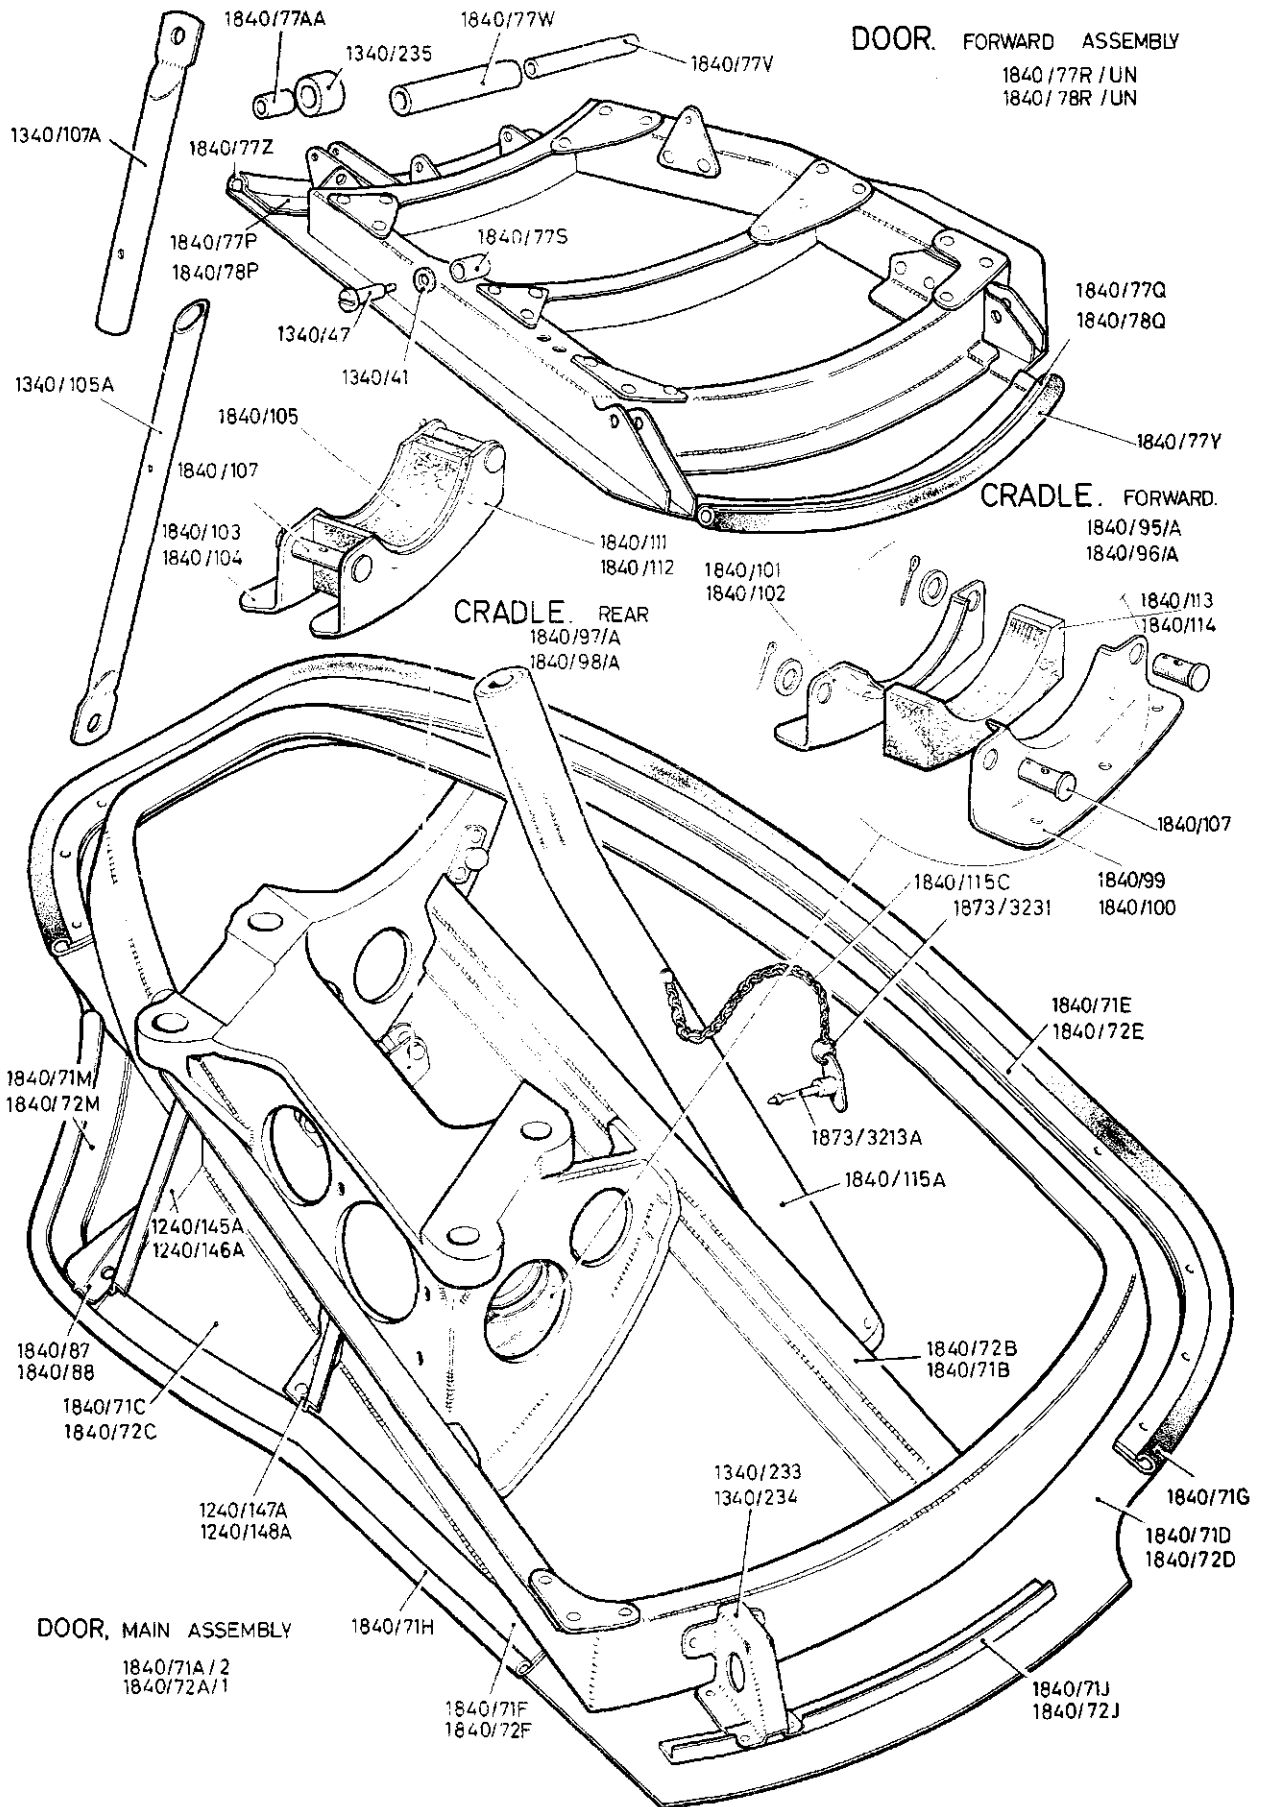 1840/77AA
1840/77W
1340/235
1840/77V
DOOR. FORWARD ASSEMBLY
1840/77R/UN
1840/78R/UN
1340/107A
1840/77Z
1840/77P
1840/78P
1840/77S
1340/47
1340/41
1840/77Q
1840/78Q
1340/105A
1840/105
1840/77Y
1840/107
1840/103
1840/104
1840/111
1840/112
CRADLE. REAR
1840/97/A
1840/98/A
CRADLE. FORWARD.
1840/95/A
1840/96/A
1840/101
1840/102
1840/113
1840/114
1840/107
1840/99
1840/100
1840/115C
1873/3231
1840/71E
1840/72E
1840/71M
1840/72M
1873/3213A
1840/115A
1240/145A
1240/146A
1840/87
1840/88
1840/72B
1840/71B
1840/71C
1840/72C
1240/147A
1240/148A
1340/233
1340/234
1840/71G
1840/71D
1840/72D
DOOR, MAIN ASSEMBLY
1840/71A/2
1840/72A/1
1840/71H
1840/71F
1840/72F
1840/71J
1840/72J